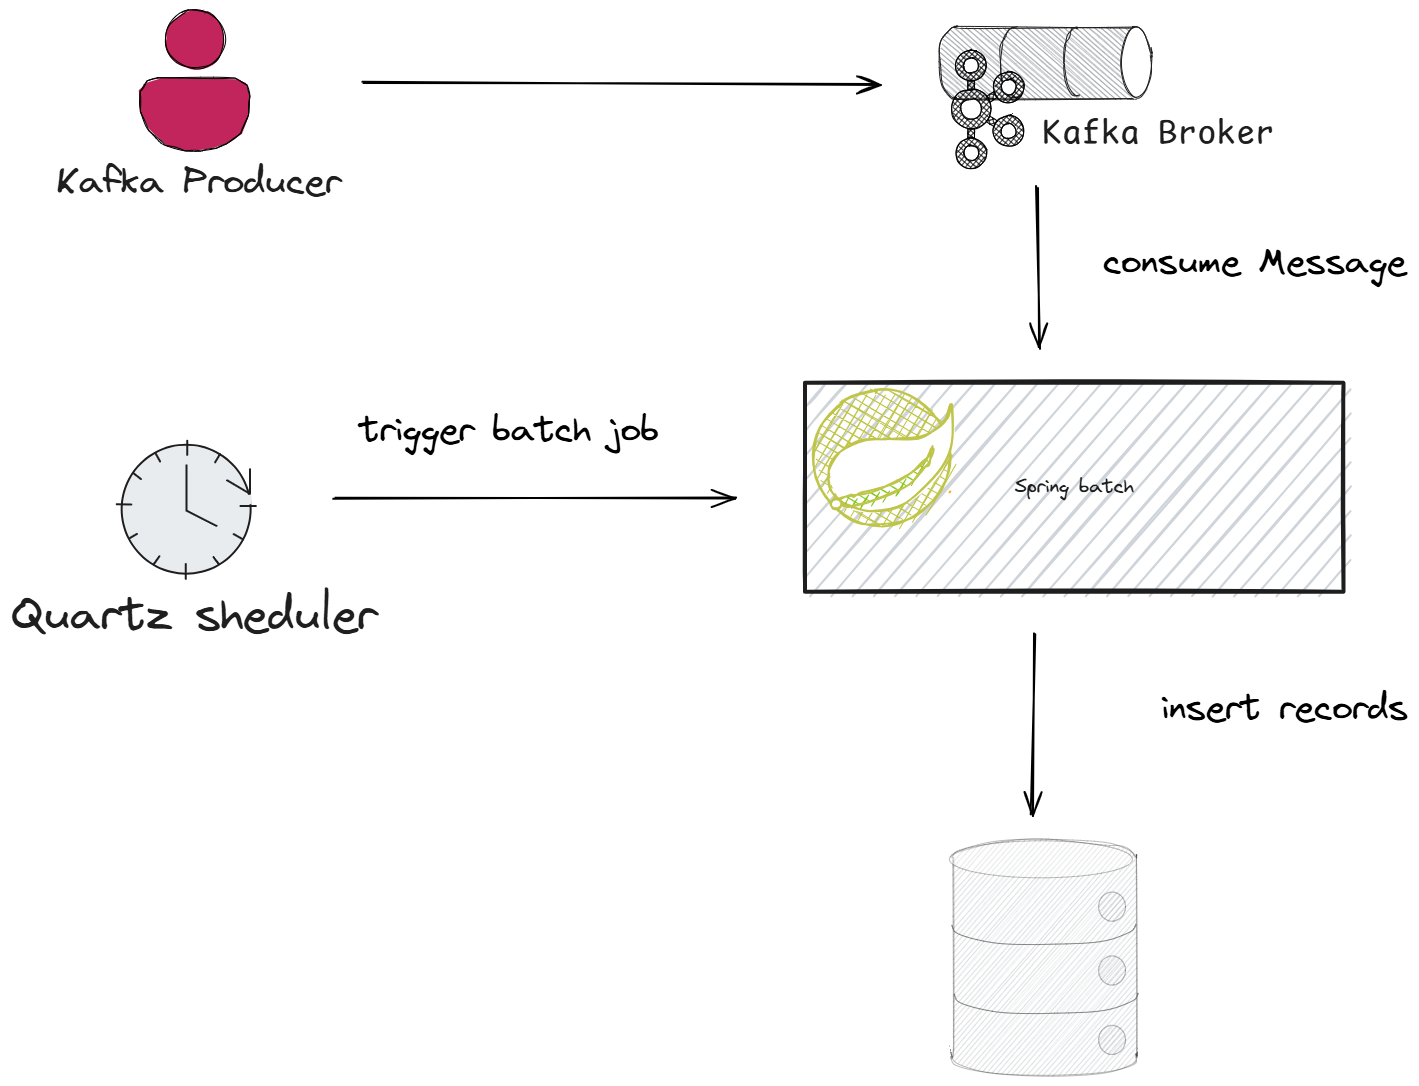 Kafka Producer
Kafka Broker
consume Message
trigger batch job
Spring batch
Quartz sheduler
insert records